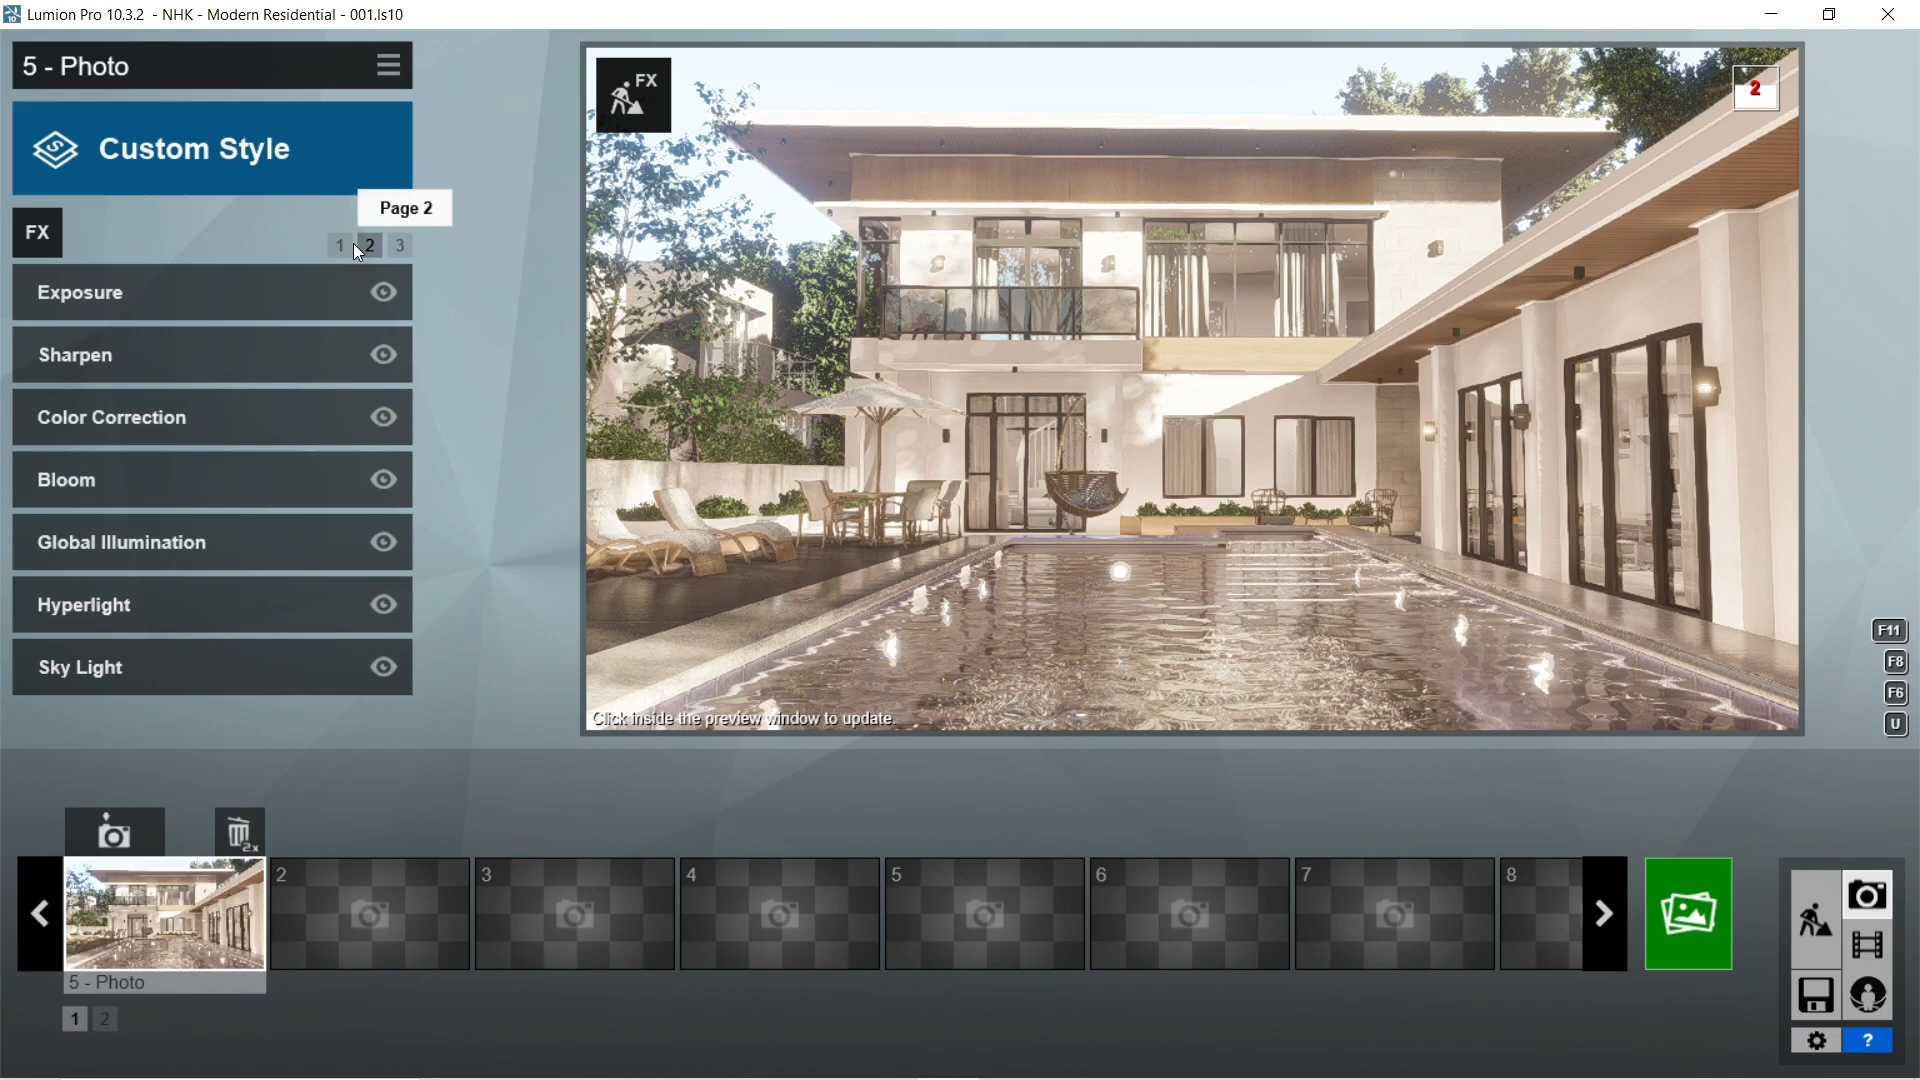 Lumion Pro 10.3.2 - NHK - Modern Residential - 001.ls10
5 - Photo
Custom Style
Page 2
FX
1 2 3
Exposure
Sharpen
Color Correction
Bloom
Global Illumination
Hyperlight
Sky Light
FX
2
Click inside the preview window to update.
F11
F8
F6
U
2x
2
3
4
5
6
7
8
5 - Photo
1 2
?